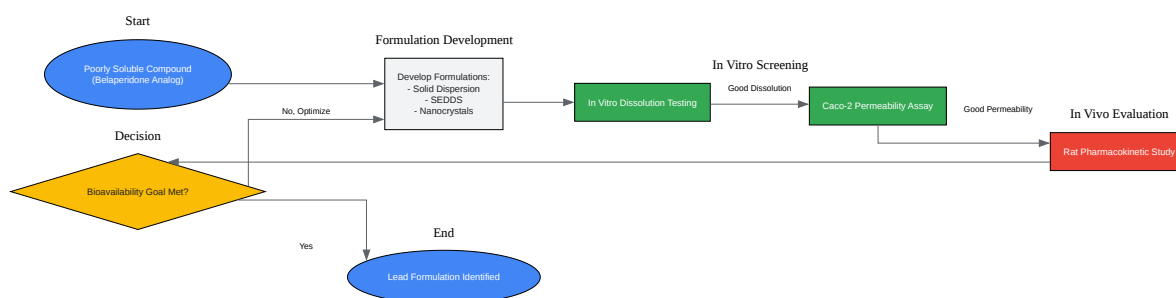 Start
Poorly Soluble Compound
(Belaperidone Analog)
Formulation Development
Develop Formulations:
- Solid Dispersion
- SEDDS
- Nanocrystals
In Vitro Screening
In Vitro Dissolution Testing
Good Dissolution
Caco-2 Permeability Assay
Good Permeability
In Vivo Evaluation
Rat Pharmacokinetic Study
Decision
Bioavailability Goal Met?
No, Optimize
Yes
End
Lead Formulation Identified